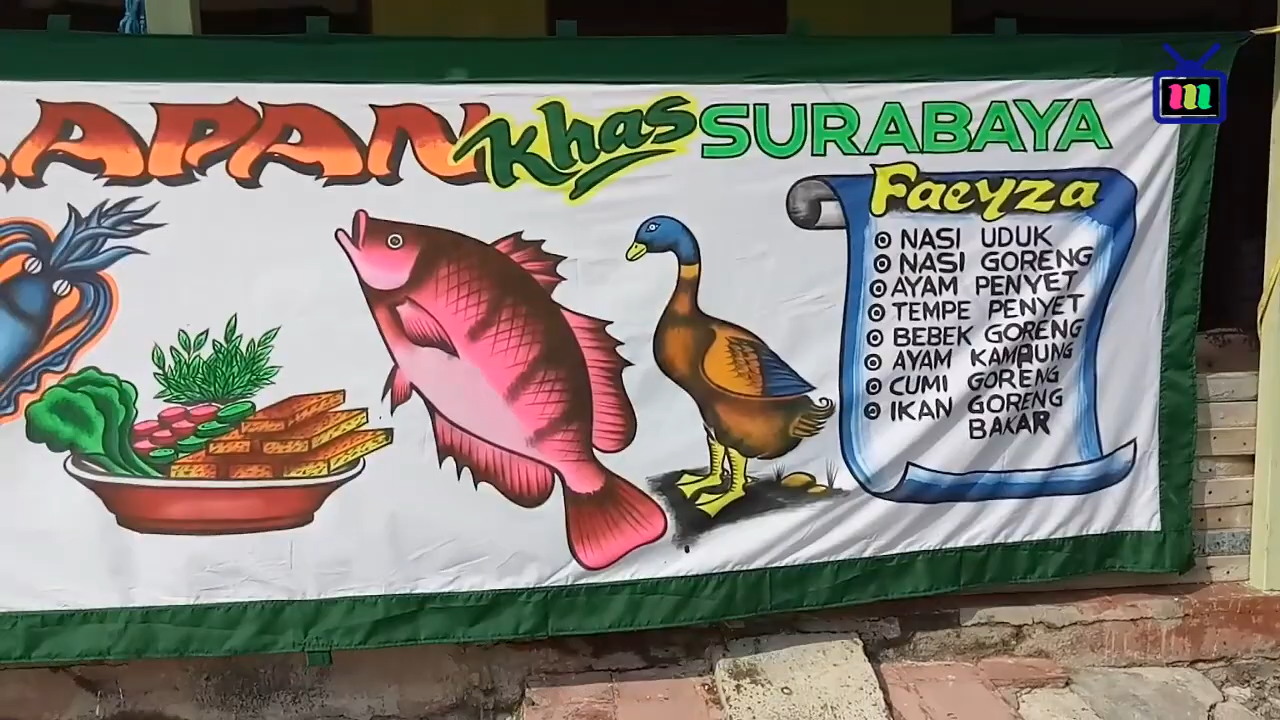 LAPAN Khas SURABAYA
Faeyza
NASI UDUK
NASI GORENG
AYAM PENYET
TEMPE PENYET
BEBEK GORENG
AYAM KAMPUNG
CUMI GORENG
IKAN GORENG
BAKAR
m